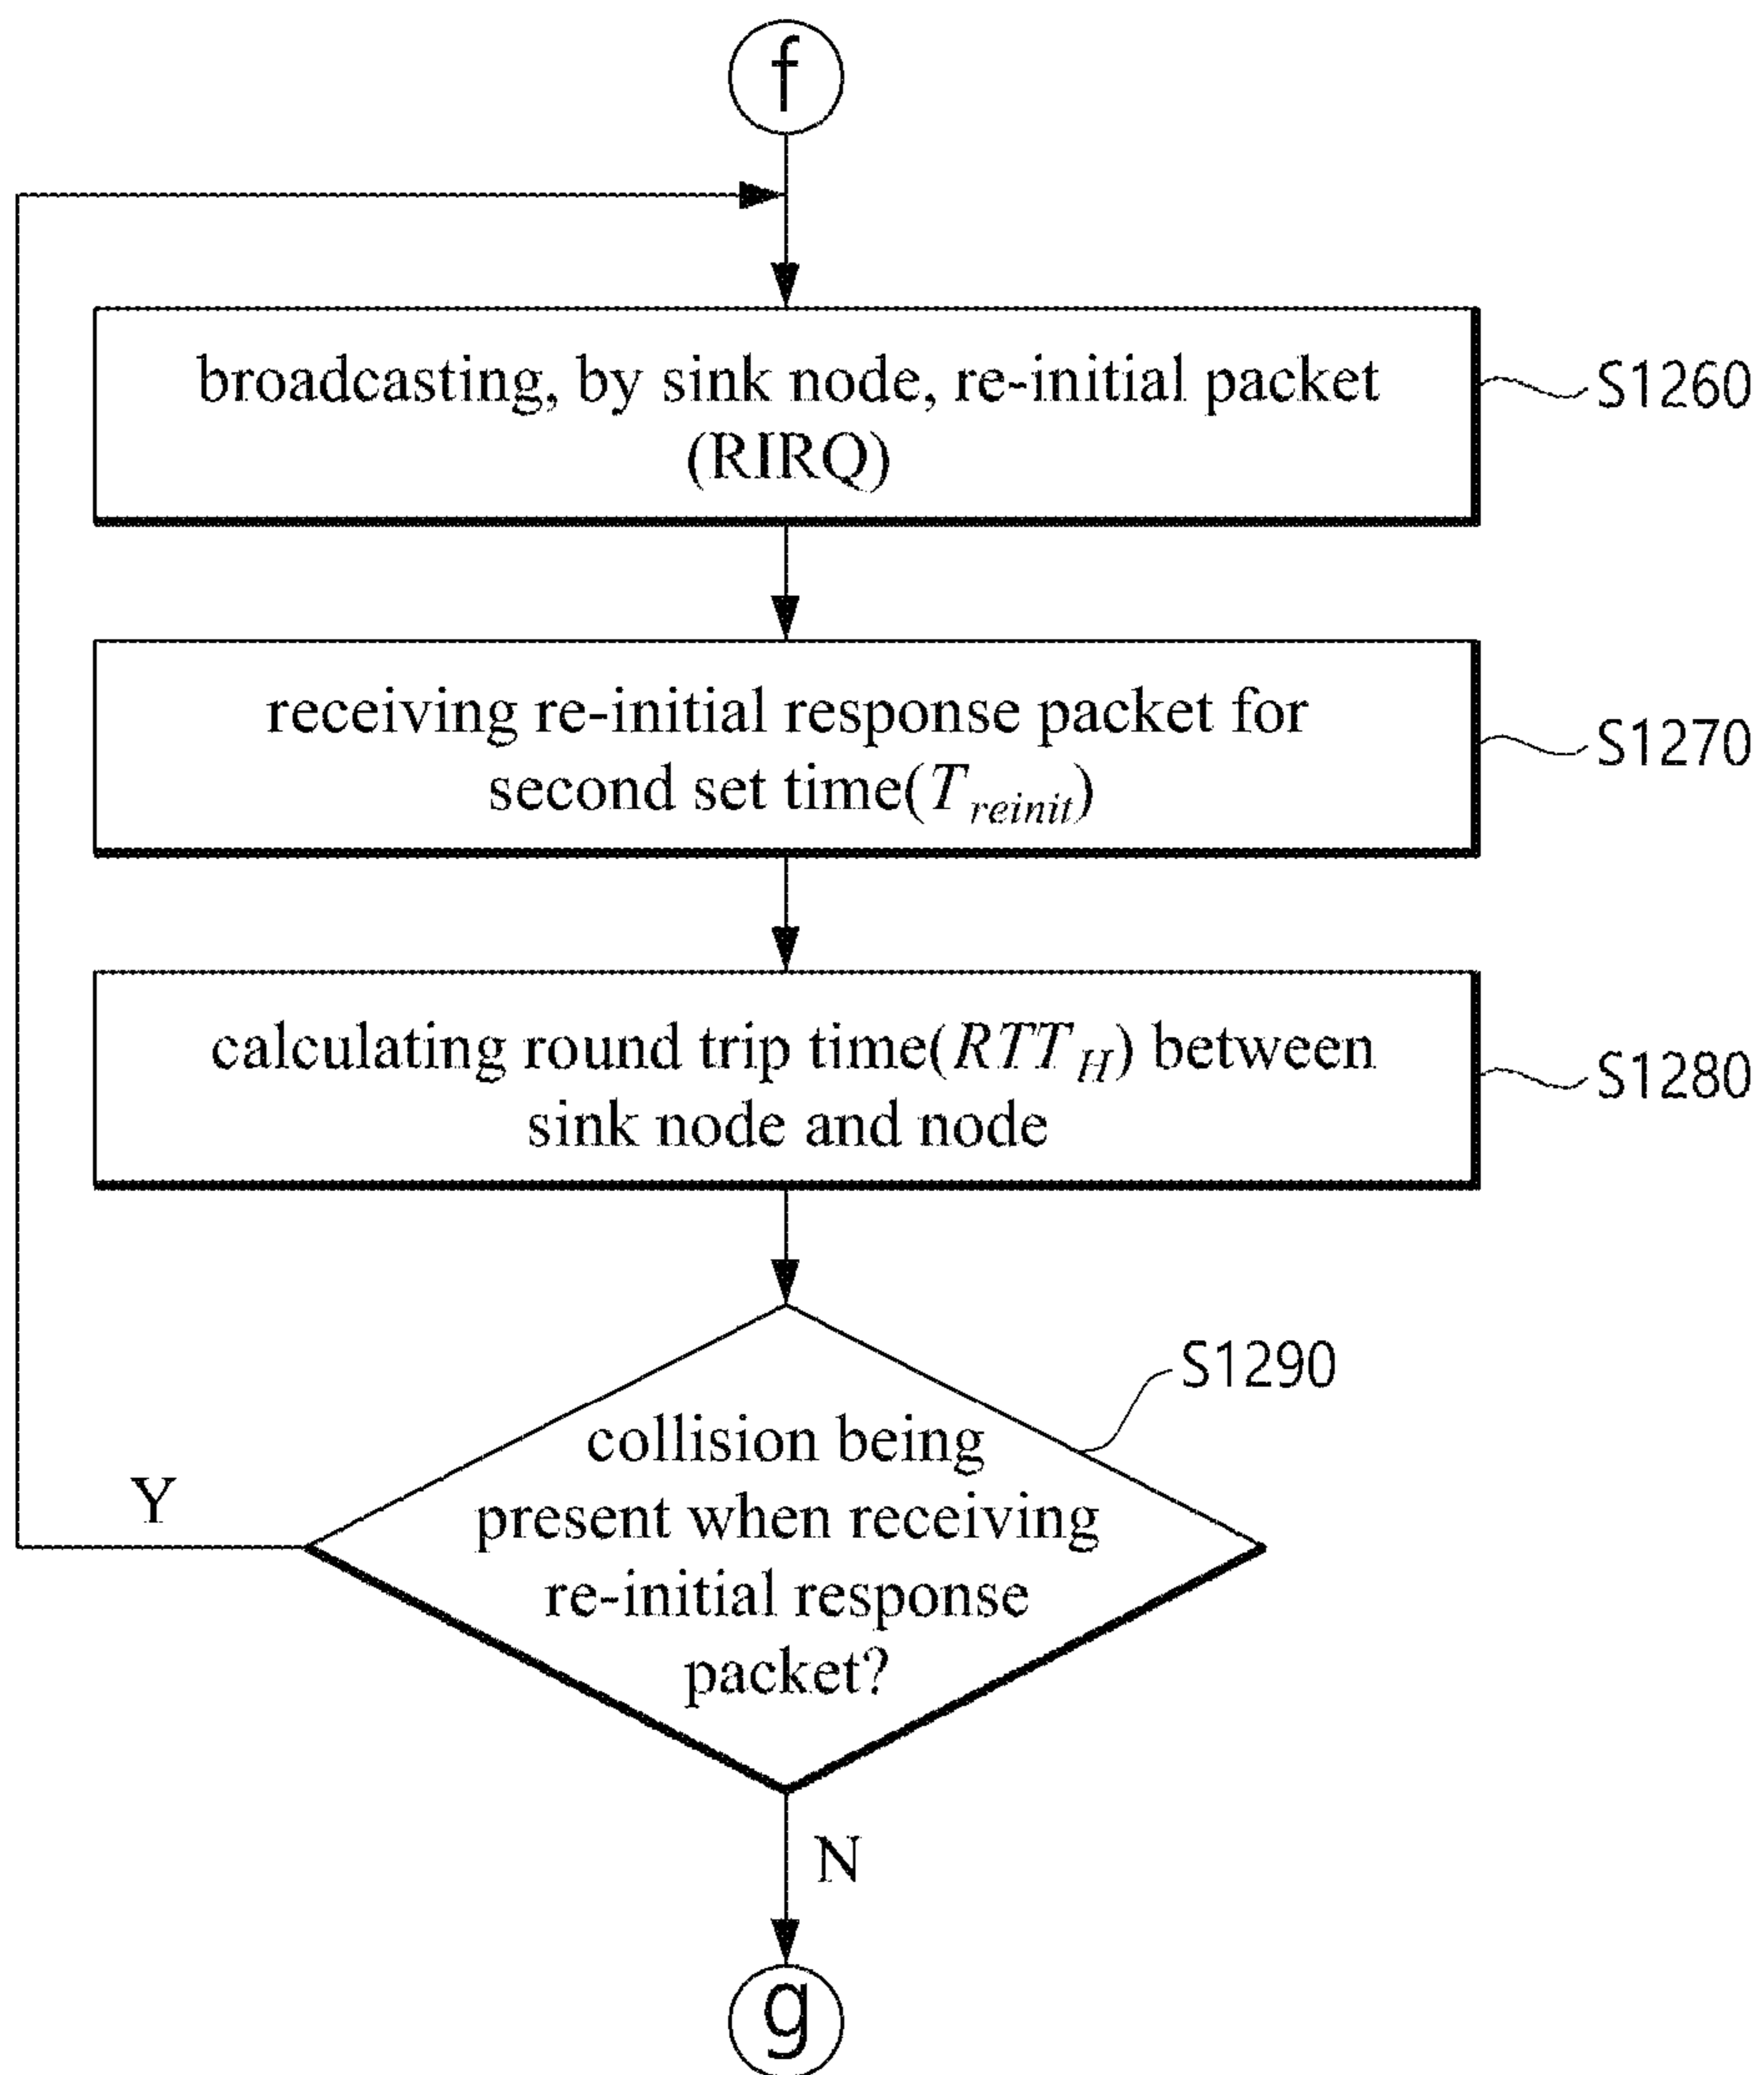 f
broadcasting, by sink node, re-initial packet
(RIRQ)
S1260
receiving re-initial response packet for
second set time(T reinit)
S1270
calculating round trip time(RTT H) between
sink node and node
S1280
S1290
collision being
present when receiving
re-initial response
packet?
Y
N
g